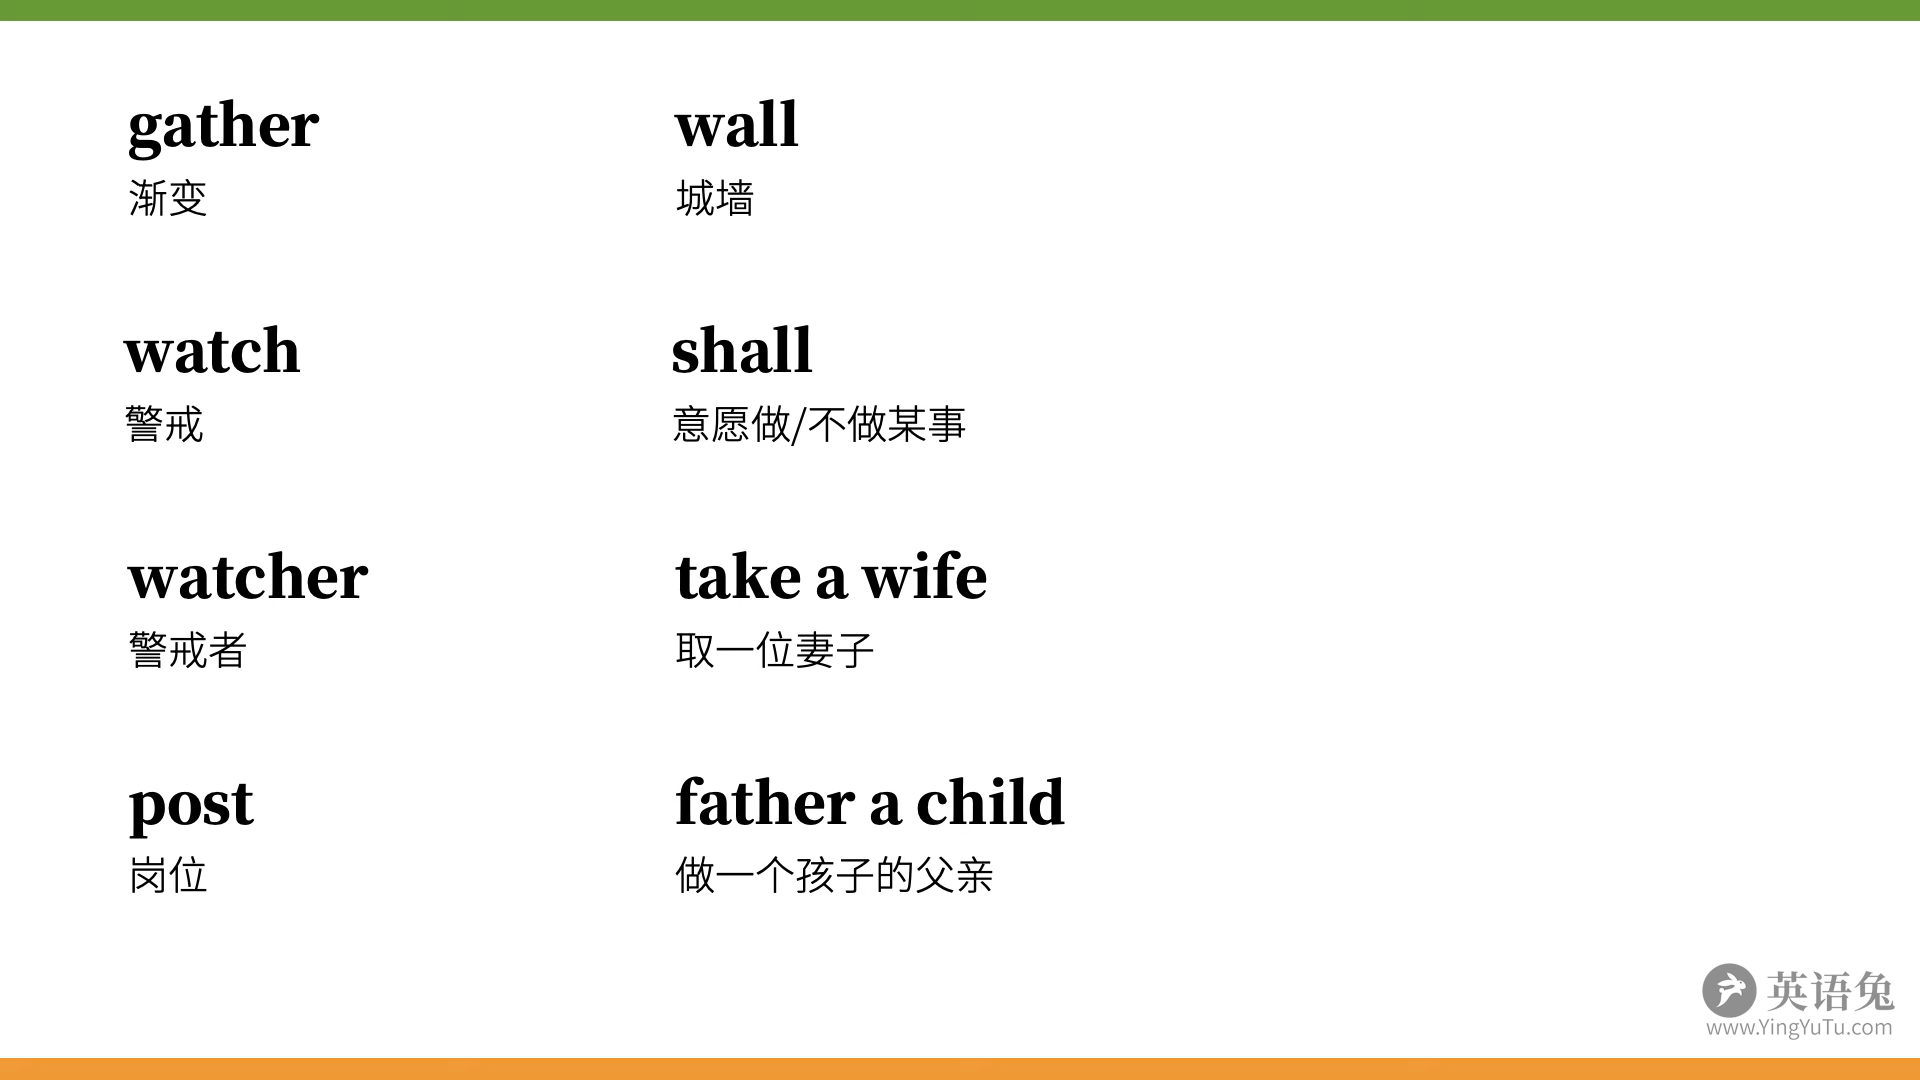 gather
渐变
watch
警戒
watcher
警戒者
post
岗位
wall
城墙
shall
意愿做/不做某事
take a wife
取一位妻子
father a child
做一个孩子的父亲
英语兔
www.YingYuTu.com